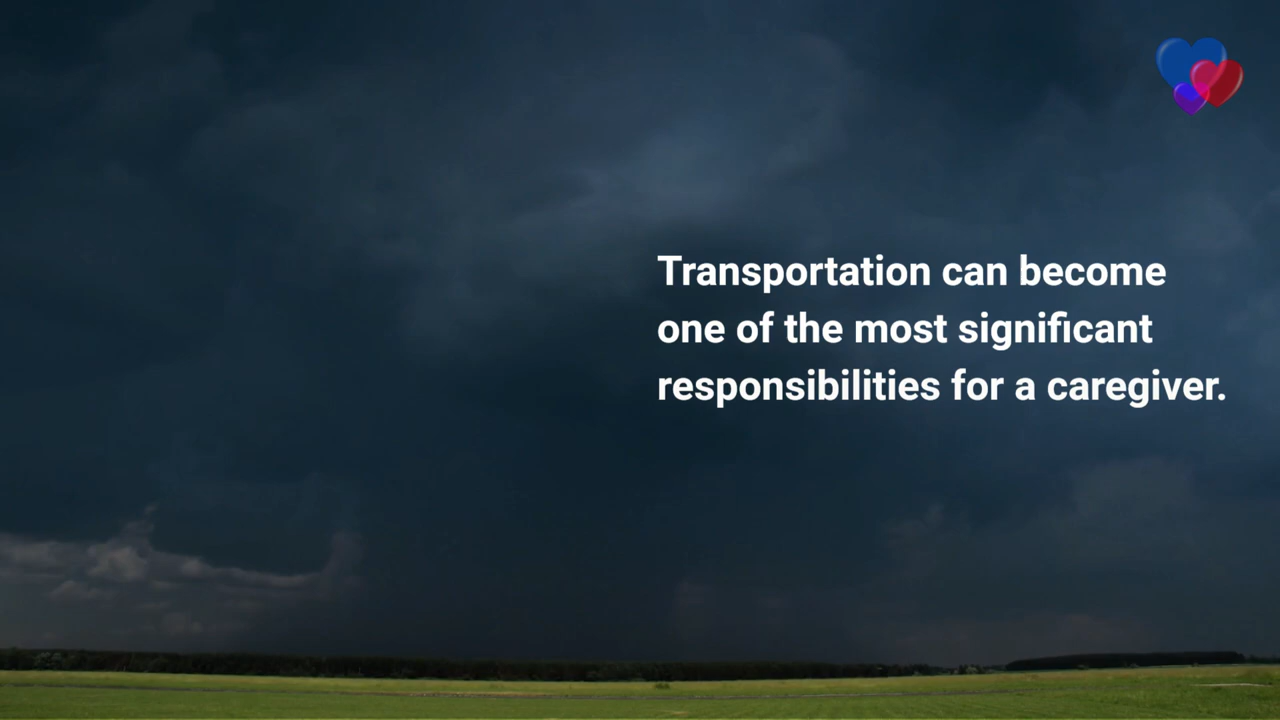 Transportation can become
one of the most significant
responsibilities for a caregiver.